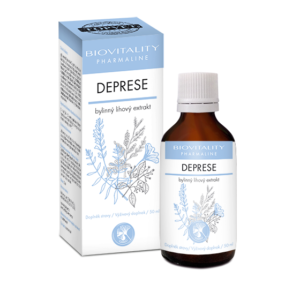 BIOVITALITY
PHARMALINE
DEPRESE
bylinný lihový extrakt
BIOVITALITY
PHARMALINE
DEPRESE
bylinný lihový extrakt